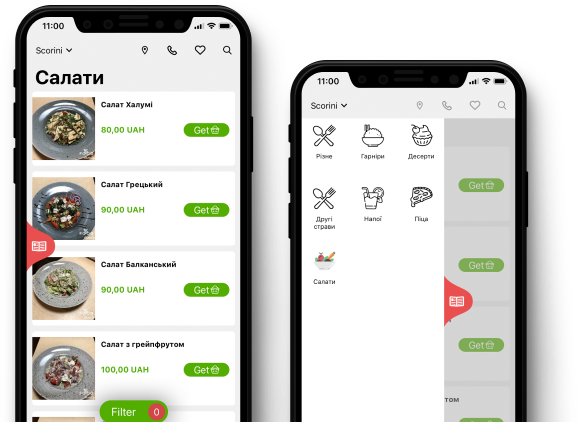 11:00
Scorini
Салати
Салат Халумі
80,00 UAH
Get
Салат Грецький
90,00 UAH
Get
Салат Балканський
90,00 UAH
Get
Салат з грейпфрутом
100,00 UAH
Get
Filter 0
11:00
Scorini
Різне
Гарніри
Десерти
Get
Другі
страви
Напої
Піца
Салати
Get
Get
том